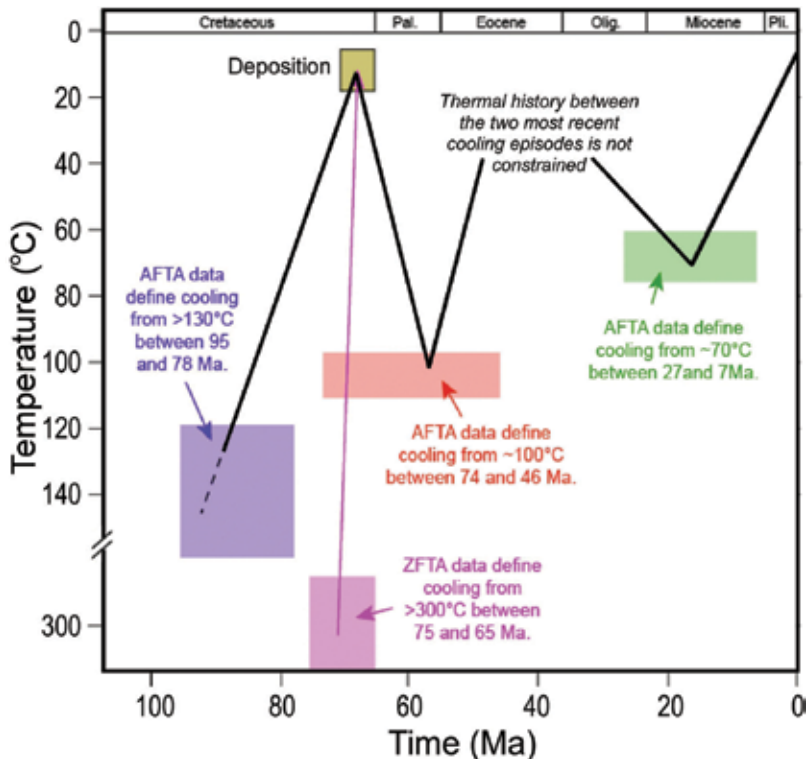 Cretaceous Pal. Eocene Olig. Miocene Pli.
0
20
40
60
80
100
120
140
300
Temperature (°C)
Deposition
Thermal history between
the two most recent
cooling episodes is not
constrained
AFTA data
define cooling
from >130°C
between 95
and 78 Ma.
AFTA data define
cooling from ~70°C
between 27and 7Ma.
AFTA data define
cooling from ~100°C
between 74 and 46 Ma.
ZFTA data define
cooling from
>300°C between
75 and 65 Ma.
100 80 60 40 20 0
Time (Ma)